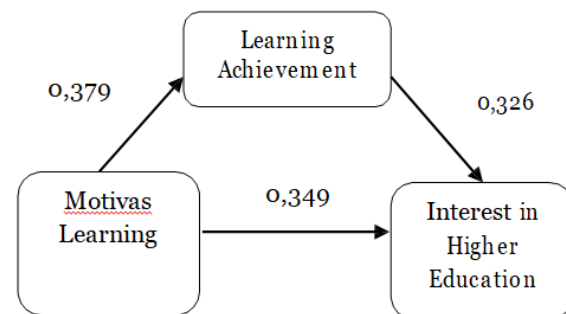 Learning
Achievement
0,379
0,326
Motivas
Learning
0,349
Interest in
Higher
Education